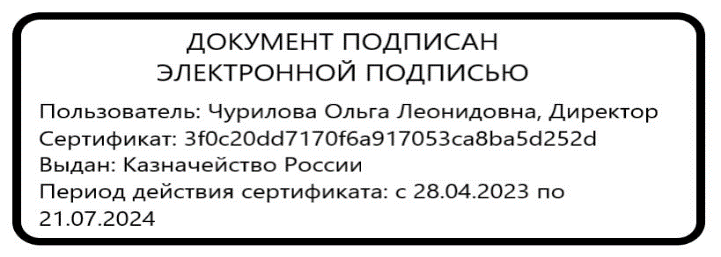 ДОКУМЕНТ ПОДПИСАН
ЭЛЕКТРОННОЙ ПОДПИСЬЮ
Пользователь: Чурилова Ольга Леонидовна, Директор
Сертификат: 3f0c20dd7170f6a917053ca8ba5d252d
Выдан: Казначейство России
Период действия сертификата: с 28.04.2023 по
21.07.2024